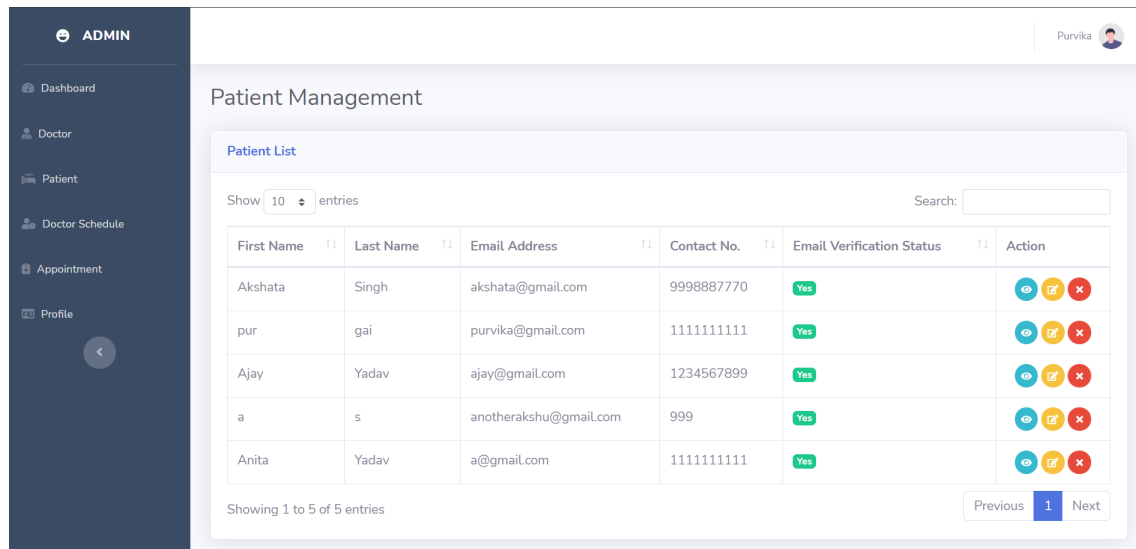 ADMIN
Purvika
Dashboard
Doctor
Patient
Doctor Schedule
Appointment
Profile
Patient Management
Patient List
Show 10 entries
Search:
First Name Last Name Email Address Contact No. Email Verification Status Action
Akshata Singh akshata@gmail.com 9998887770 Yes
pur gai purvika@gmail.com 1111111111 Yes
Ajay Yadav ajay@gmail.com 1234567899 Yes
a s anotherakshu@gmail.com 999 Yes
Anita Yadav a@gmail.com 1111111111 Yes
Showing 1 to 5 of 5 entries
Previous 1 Next